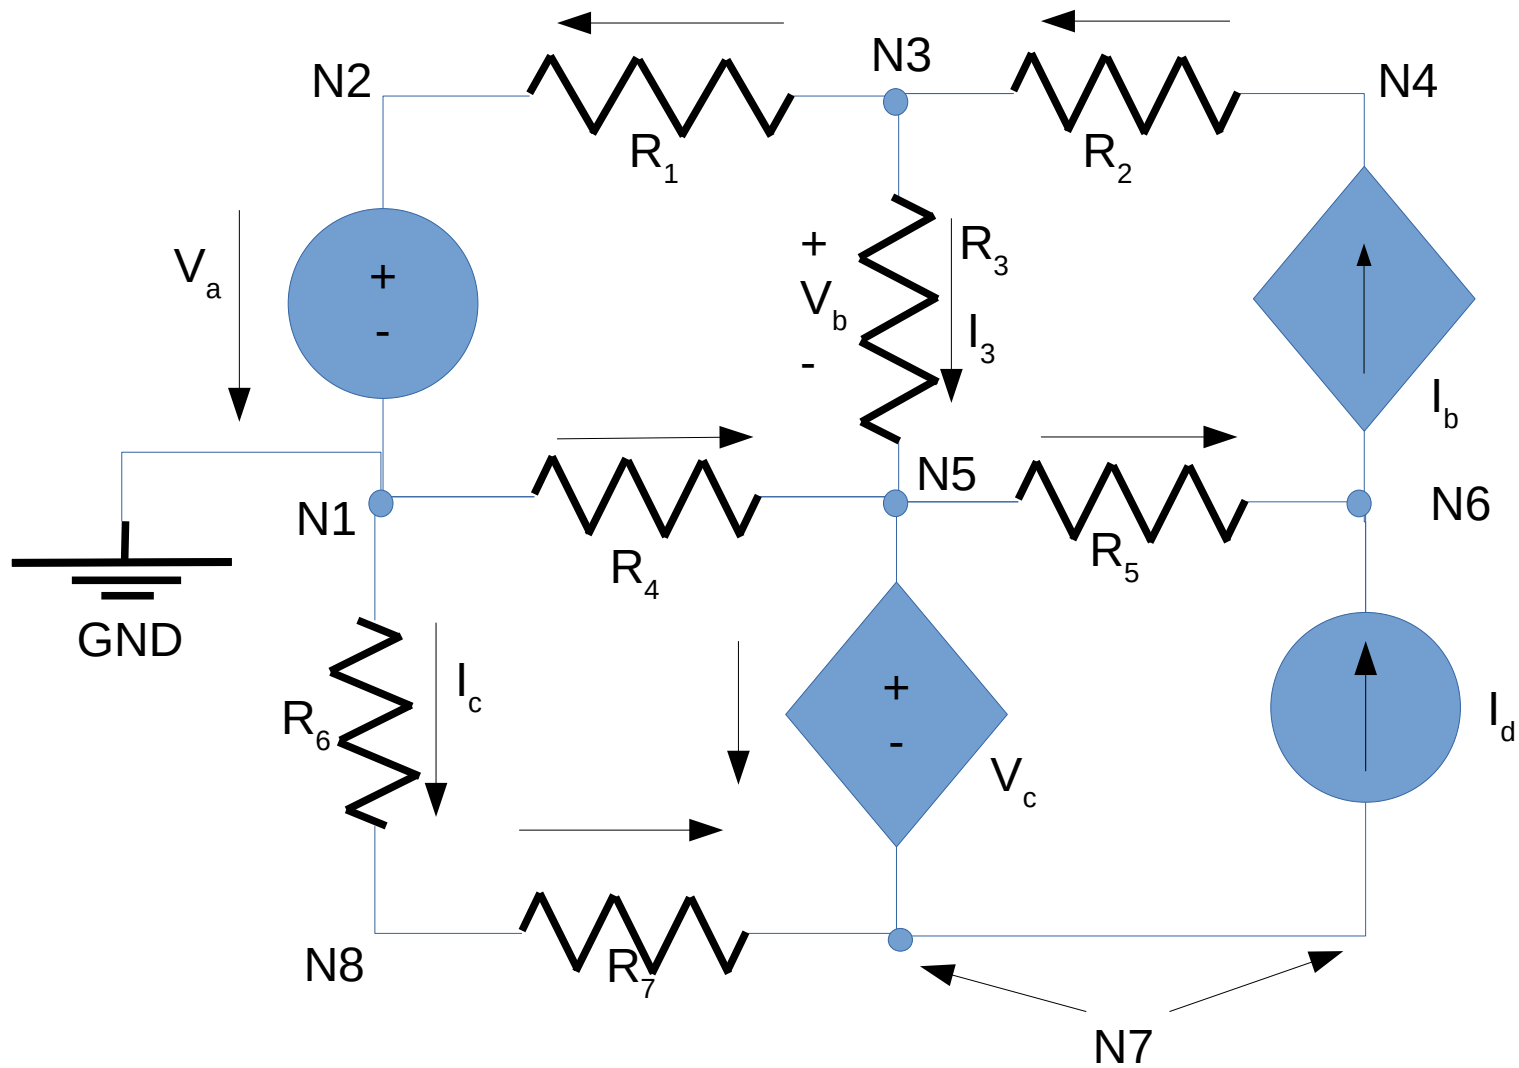 N3
N2
N4
R1
R2
+
Va
-
+
Vb
-
R3
I3
Ib
N5
N1
N6
R4
R5
GND
Ic
R6
+
-
Vc
Id
N8
R7
N7